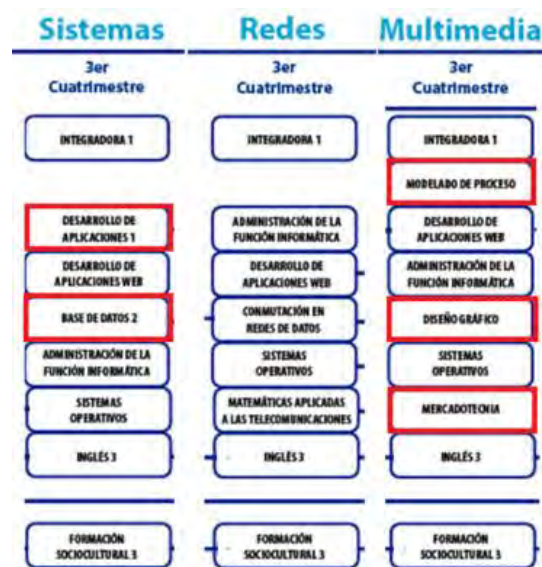 Sistemas
3er
Cuatrimestre
INTEGRADORA 1
DESARROLLO DE
APLICACIONES 1
DESARROLLO DE
APLICACIONES WEB
BASE DE DATOS 2
ADMINISTRACIÓN DE LA
FUNCIÓN INFORMÁTICA
SISTEMAS
OPERATIVOS
INGLÉS 3
FORMACIÓN
SOCIOCULTURAL 3
Redes
3er
Cuatrimestre
INTEGRADORA 1
ADMINISTRACIÓN DE LA
FUNCIÓN INFORMÁTICA
DESARROLLO DE
APLICACIONES WEB
CONMUTACIÓN EN
REDES DE DATOS
SISTEMAS
OPERATIVOS
MATEMÁTICAS APLICADAS
A LAS TELECOMUNICACIONES
INGLÉS 3
FORMACIÓN
SOCIOCULTURAL 3
Multimedia
3er
Cuatrimestre
INTEGRADORA 1
MODELADO DE PROCESO
DESARROLLO DE
APLICACIONES WEB
ADMINISTRACIÓN DE LA
FUNCIÓN INFORMÁTICA
DISEÑO GRÁFICO
SISTEMAS
OPERATIVOS
MERCADOTECNIA
INGLÉS 3
FORMACIÓN
SOCIOCULTURAL 3